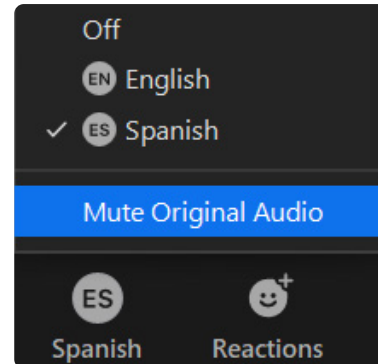 Off
EN English
ES Spanish
Mute Original Audio
ES
Spanish Reactions